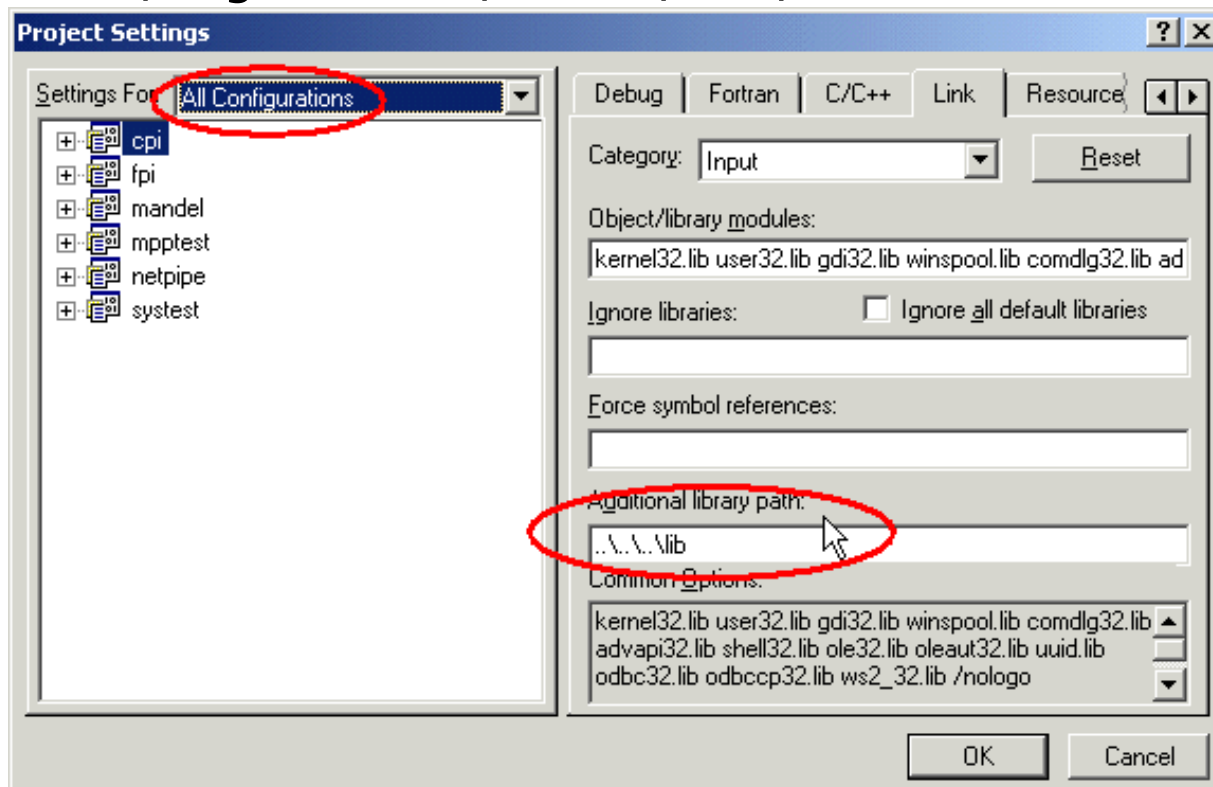 Project Settings
Settings For: All Configurations
cpi
fpi
mandel
mpptest
netpipe
systest
Debug Fortran C/C++ Link Resource
Category: Input Reset
Object/library modules:
kernel32.lib user32.lib gdi32.lib winspool.lib comdlg32.lib ad
Ignore libraries: Ignore all default libraries
Force symbol references:
Additional library path:
..\..\..\lib
Common Options:
kernel32.lib user32.lib gdi32.lib winspool.lib comdlg32.lib
advapi32.lib shell32.lib ole32.lib oleaut32.lib uuid.lib
odbc32.lib odbccp32.lib ws2_32.lib /nologo
OK Cancel